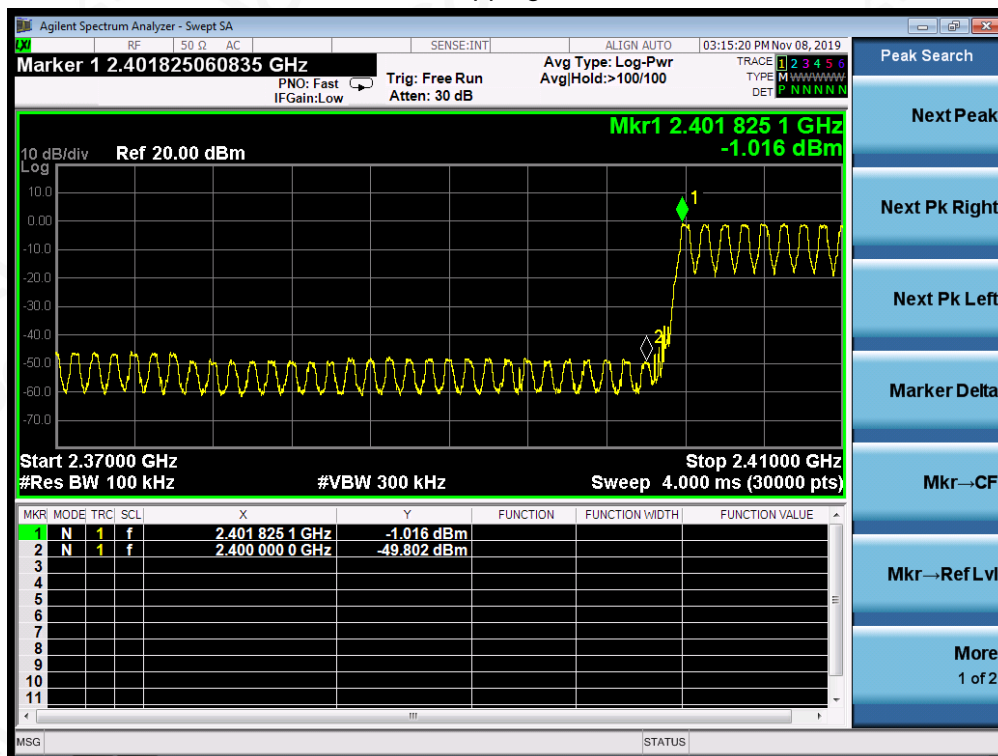 Agilent Spectrum Analyzer - Swept SA
LXI RF 50 Ω AC SENSE:INT ALIGN AUTO 03:15:20 PM Nov 08, 2019
Marker 1 2.401825060835 GHz
PNO: Fast
IFGain:Low
Trig: Free Run
Atten: 30 dB
Avg Type: Log-Pwr
Avg|Hold:>100/100
TRACE 1 2 3 4 5 6
TYPE M WWWWW
DET P N N N N N
Mkr1 2.401 825 1 GHz
-1.016 dBm
10 dB/div Ref 20.00 dBm
Log
10.0
0.00
-10.0
-20.0
-30.0
-40.0
-50.0
-60.0
-70.0
1
2
Start 2.37000 GHz Stop 2.41000 GHz
#Res BW 100 kHz #VBW 300 kHz Sweep 4.000 ms (30000 pts)
MKR MODE TRC SCL X Y FUNCTION FUNCTION WIDTH FUNCTION VALUE
1 N 1 f 2.401 825 1 GHz -1.016 dBm
2 N 1 f 2.400 000 0 GHz -49.802 dBm
3
4
5
6
7
8
9
10
11
MSG STATUS
Peak Search
Next Peak
Next Pk Right
Next Pk Left
Marker Delta
Mkr→CF
Mkr→Ref Lvl
More
1 of 2